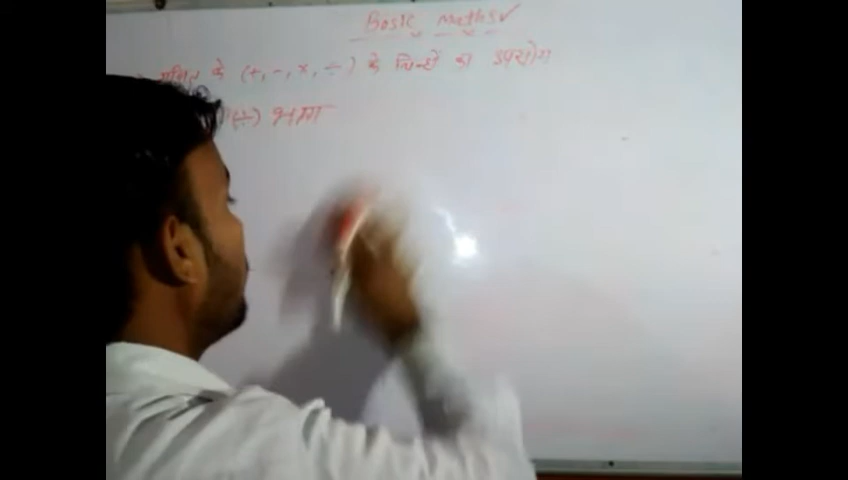 Basic Maths✓
गणित के (+, -, ×, ÷) के चिन्हों का उपयोग
(÷) भाग